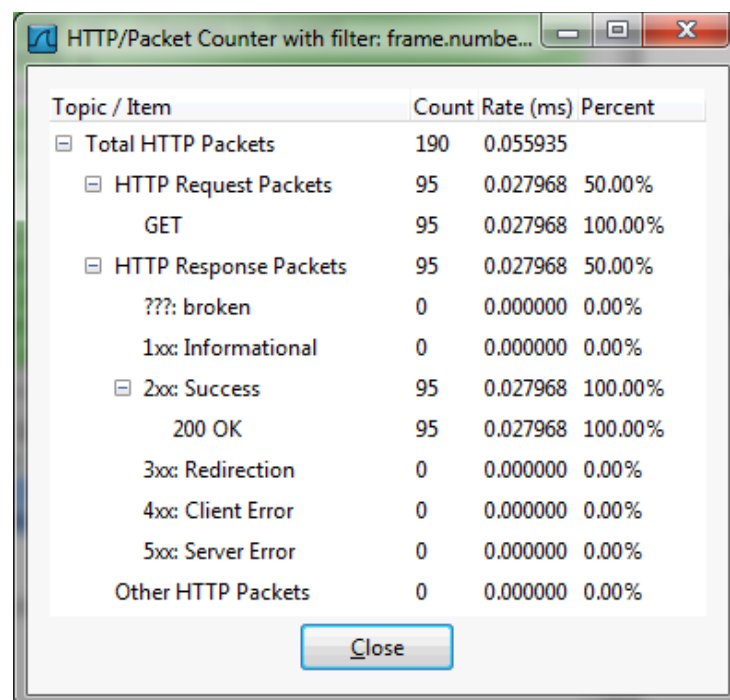 HTTP/Packet Counter with filter: frame.numbe...
Topic / Item Count Rate (ms) Percent
Total HTTP Packets 190 0.055935
HTTP Request Packets 95 0.027968 50.00%
GET 95 0.027968 100.00%
HTTP Response Packets 95 0.027968 50.00%
???: broken 0 0.000000 0.00%
1xx: Informational 0 0.000000 0.00%
2xx: Success 95 0.027968 100.00%
200 OK 95 0.027968 100.00%
3xx: Redirection 0 0.000000 0.00%
4xx: Client Error 0 0.000000 0.00%
5xx: Server Error 0 0.000000 0.00%
Other HTTP Packets 0 0.000000 0.00%
Close